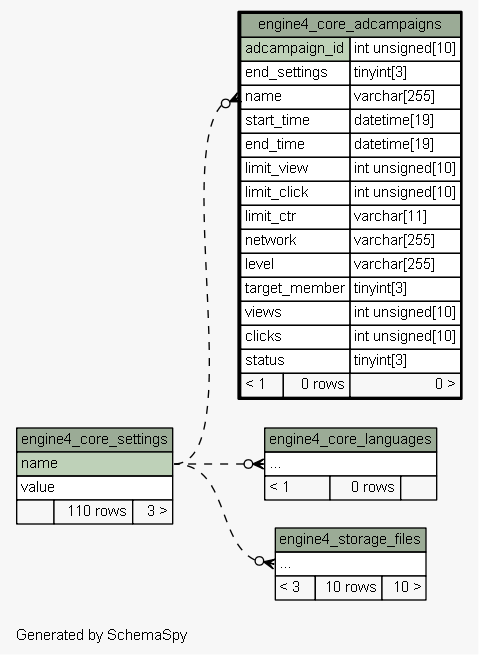 engine4_core_adcampaigns
adcampaign_id int unsigned[10]
end_settings tinyint[3]
name varchar[255]
start_time datetime[19]
end_time datetime[19]
limit_view int unsigned[10]
limit_click int unsigned[10]
limit_ctr varchar[11]
network varchar[255]
level varchar[255]
target_member tinyint[3]
views int unsigned[10]
clicks int unsigned[10]
status tinyint[3]
< 1 0 rows 0 >
engine4_core_settings
name
value
110 rows 3 >
engine4_core_languages
...
< 1 0 rows
engine4_storage_files
...
< 3 10 rows 10 >
Generated by SchemaSpy